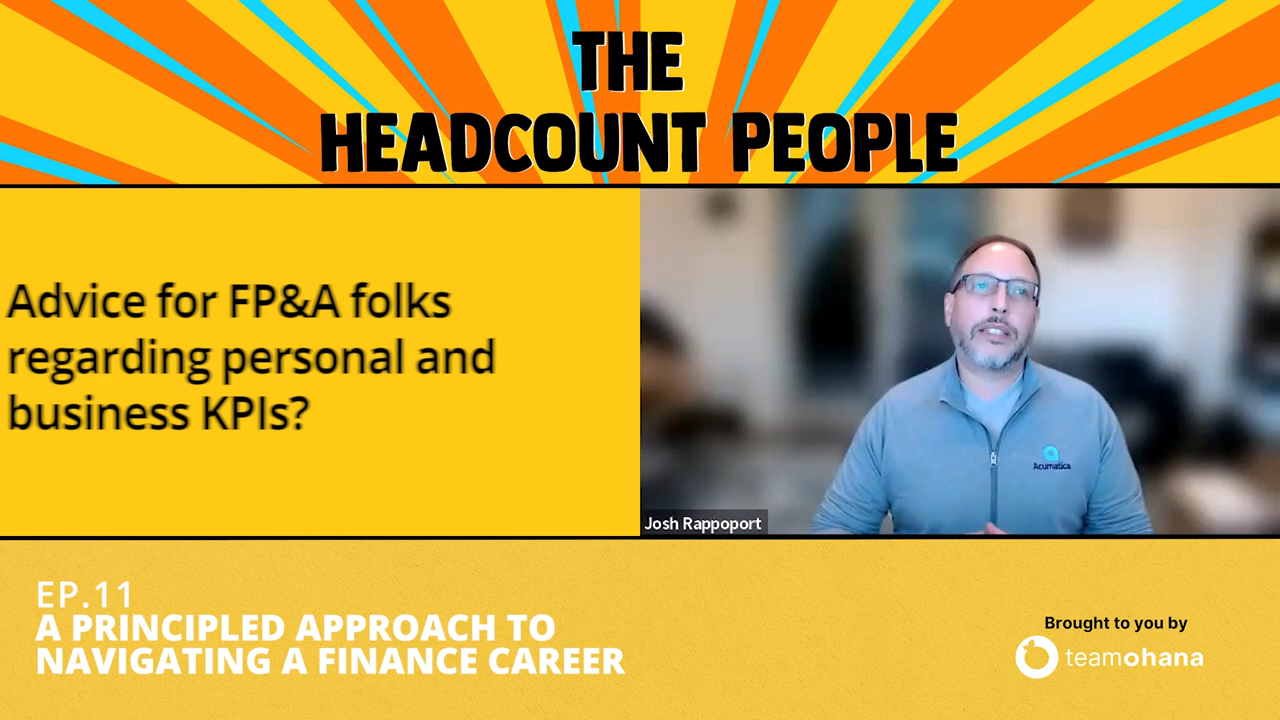 THE
HEADCOUNT PEOPLE
Advice for FP&A folks
regarding personal and
business KPIs?
Acumatica
Josh Rappoport
EP.11
A PRINCIPLED APPROACH TO
NAVIGATING A FINANCE CAREER
Brought to you by
teamohana